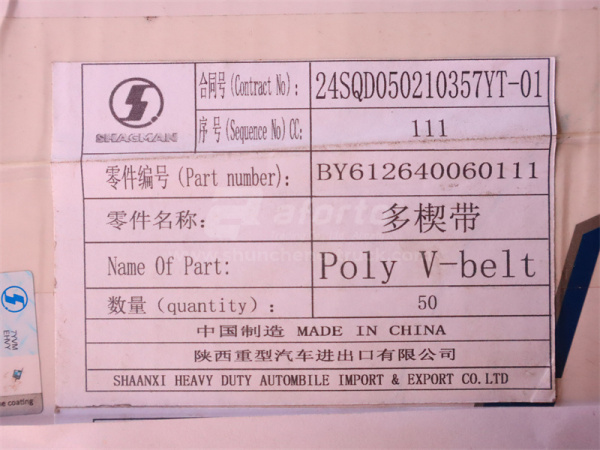 SHACMAN
合同号(Contract No): 24SQD050210357YT-01
序号(Sequence No)CC: 111
零件编号(Part number): BY612640060111
零件名称: 多楔带
Name Of Part: Poly V-belt
数量(quantity): 50
中国制造 MADE IN CHINA
陕西重型汽车进出口有限公司
SHAANXI HEAVY DUTY AUTOMBILE IMPORT & EXPORT CO.LTD
coating